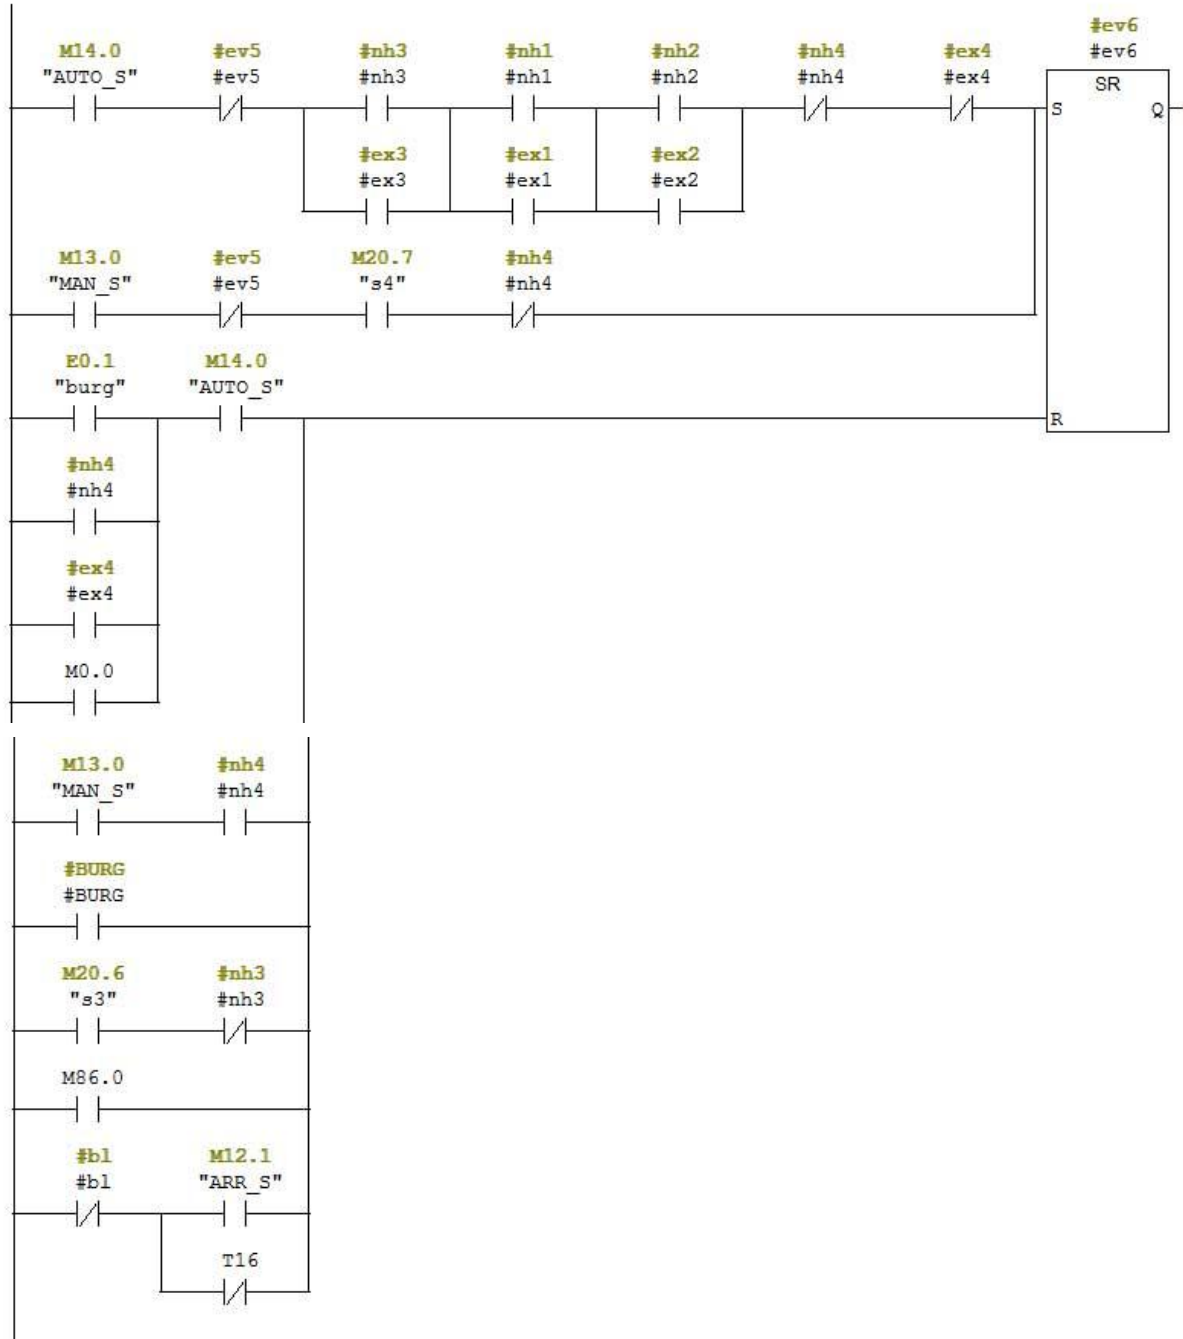 #ev6
M14.0 #ev5 #nh3 #nh1 #nh2 #nh4 #ex4 #ev6
"AUTO_S" #ev5 #nh3 #nh1 #nh2 #nh4 #ex4 SR
S Q
#ex3 #ex1 #ex2
#ex3 #ex1 #ex2
M13.0 #ev5 M20.7 #nh4
"MAN_S" #ev5 "s4" #nh4
E0.1 M14.0
"burg" "AUTO_S"
R
#nh4
#nh4
#ex4
#ex4
M0.0
M13.0 #nh4
"MAN_S" #nh4
#BURG
#BURG
M20.6 #nh3
"s3" #nh3
M86.0
#bl M12.1
#bl "ARR_S"
T16